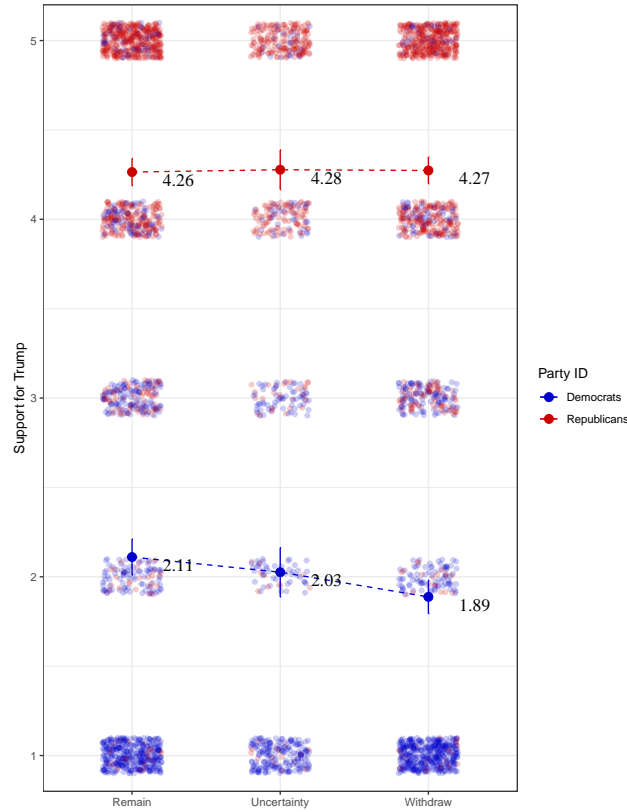 5
4.26
4.28
4.27
4
Support for Trump
3
Party ID
Democrats
Republicans
2.11
2.03
1.89
2
1
Remain
Uncertainty
Withdraw